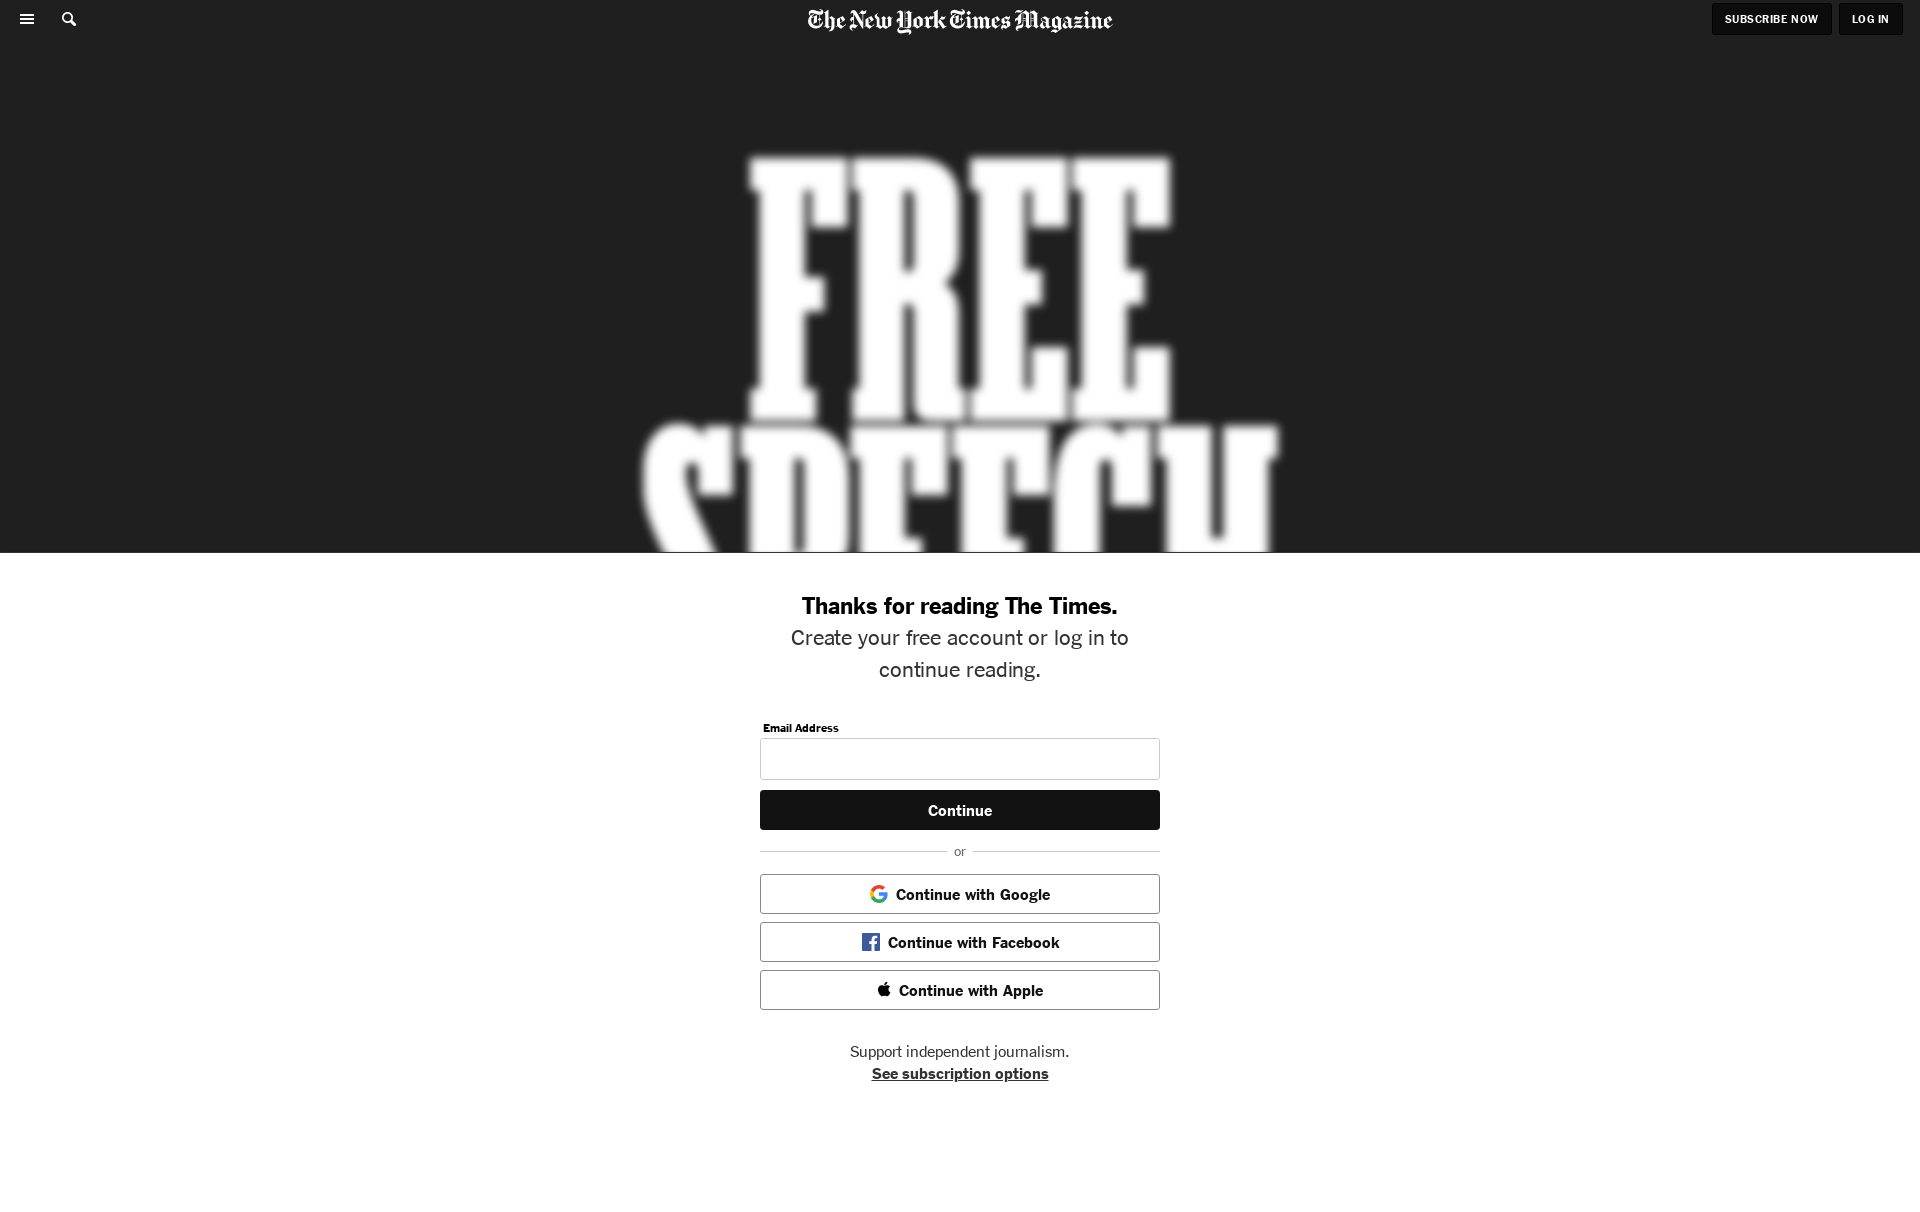 The New York Times Magazine
SUBSCRIBE NOW
LOG IN
FREE
SPEECH
Thanks for reading The Times.
Create your free account or log in to
continue reading.
Email Address
Continue
or
Continue with Google
Continue with Facebook
Continue with Apple
Support independent journalism.
See subscription options